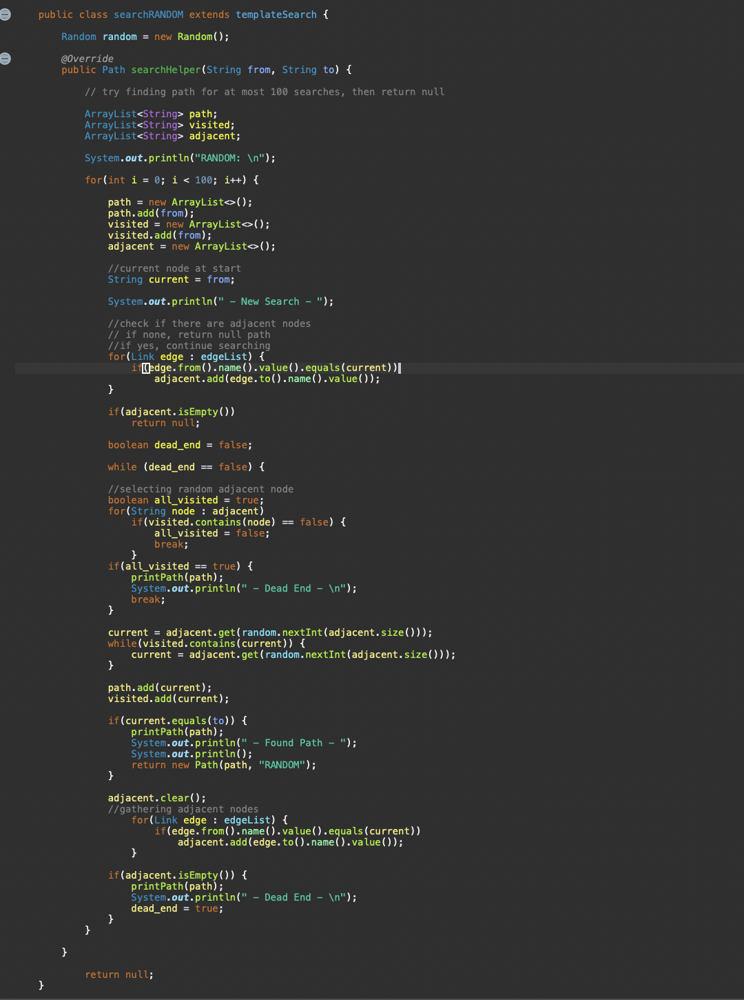 public class searchRANDOM extends templateSearch {
Random random = new Random();
@Override
public Path searchHelper(String from, String to) {
// try finding path for at most 100 searches, then return null
ArrayList<String> path;
ArrayList<String> visited;
ArrayList<String> adjacent;
System.out.println("RANDOM: \n");
for(int i = 0; i < 100; i++) {
path = new ArrayList<>();
path.add(from);
visited = new ArrayList<>();
visited.add(from);
adjacent = new ArrayList<>();
//current node at start
String current = from;
System.out.println(" – New Search – ");
//check if there are adjacent nodes
// if none, return null path
//if yes, continue searching
for(Link edge : edgeList) {
if(edge.from().name().value().equals(current))
adjacent.add(edge.to().name().value());
}
if(adjacent.isEmpty())
return null;
boolean dead_end = false;
while (dead_end == false) {
//selecting random adjacent node
boolean all_visited = true;
for(String node : adjacent)
if(visited.contains(node) == false) {
all_visited = false;
break;
}
if(all_visited == true) {
printPath(path);
System.out.println(" – Dead End – \n");
break;
}
current = adjacent.get(random.nextInt(adjacent.size()));
while(visited.contains(current)) {
current = adjacent.get(random.nextInt(adjacent.size()));
}
path.add(current);
visited.add(current);
if(current.equals(to)) {
printPath(path);
System.out.println(" – Found Path – ");
System.out.println();
return new Path(path, "RANDOM");
}
adjacent.clear();
//gathering adjacent nodes
for(Link edge : edgeList) {
if(edge.from().name().value().equals(current))
adjacent.add(edge.to().name().value());
}
if(adjacent.isEmpty()) {
printPath(path);
System.out.println(" – Dead End – \n");
dead_end = true;
}
}
}
return null;
}